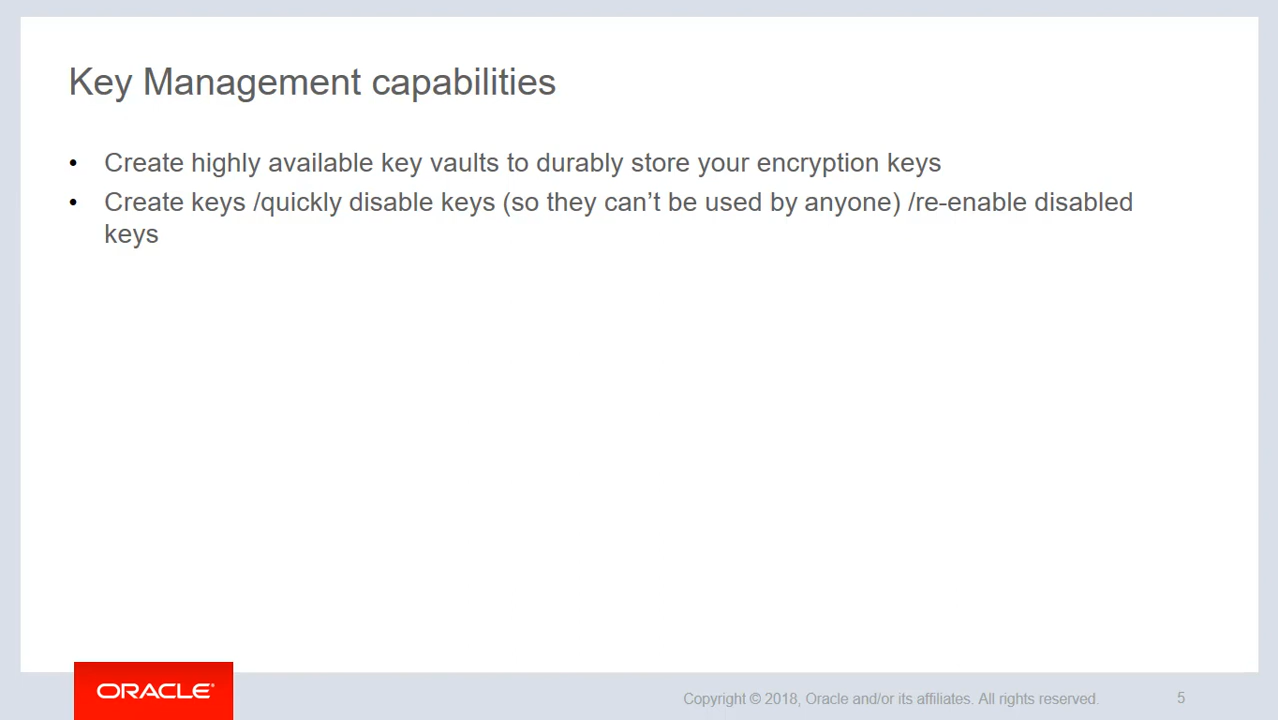 Key Management capabilities
• Create highly available key vaults to durably store your encryption keys
• Create keys /quickly disable keys (so they can’t be used by anyone) /re-enable disabled
keys
ORACLE®
Copyright © 2018, Oracle and/or its affiliates. All rights reserved.
5